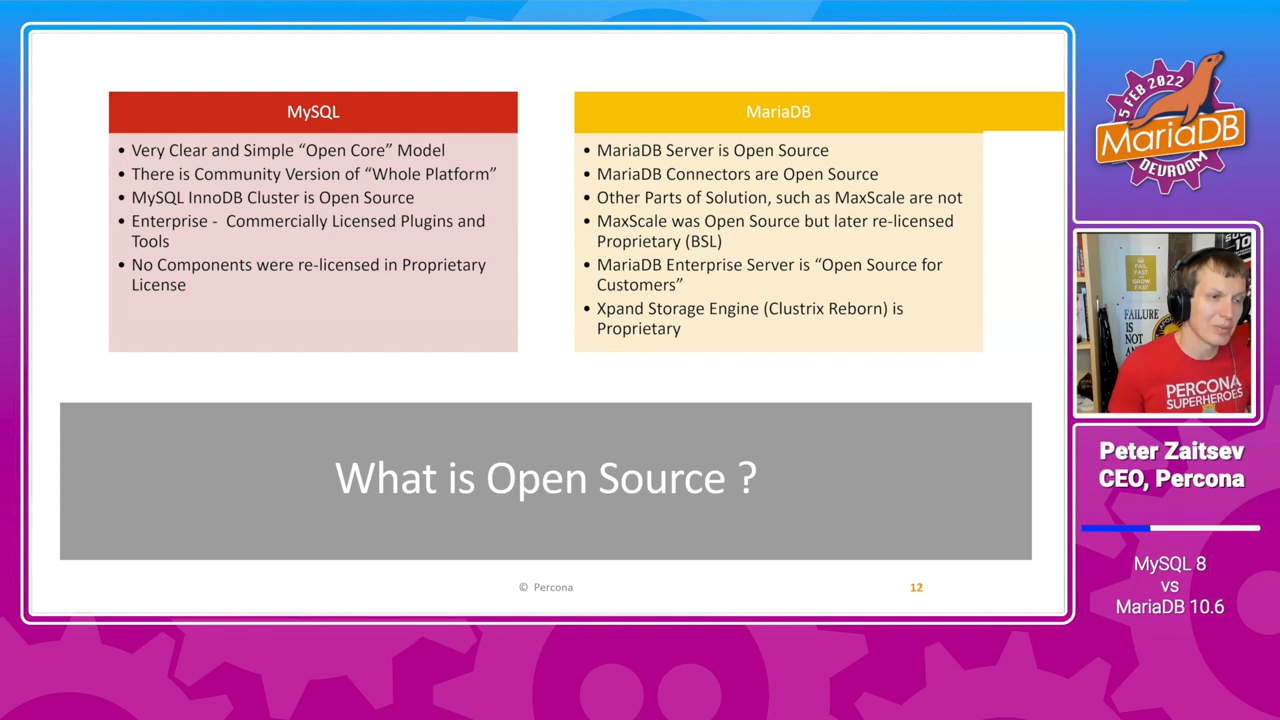 MySQL
• Very Clear and Simple “Open Core” Model
• There is Community Version of “Whole Platform”
• MySQL InnoDB Cluster is Open Source
• Enterprise - Commercially Licensed Plugins and
Tools
• No Components were re-licensed in Proprietary
License
MariaDB
• MariaDB Server is Open Source
• MariaDB Connectors are Open Source
• Other Parts of Solution, such as MaxScale are not
• MaxScale was Open Source but later re-licensed
Proprietary (BSL)
• MariaDB Enterprise Server is “Open Source for
Customers”
• Xpand Storage Engine (Clustrix Reborn) is
Proprietary
What is Open Source ?
© Percona
12
5 FEB 2022
MariaDB
DEVROOM
FAIL
FAST
GROW
FAST
FAILURE
IS
NOT
PERCONA
SUPERHEROES
Peter Zaitsev
CEO, Percona
MySQL 8
vs
MariaDB 10.6